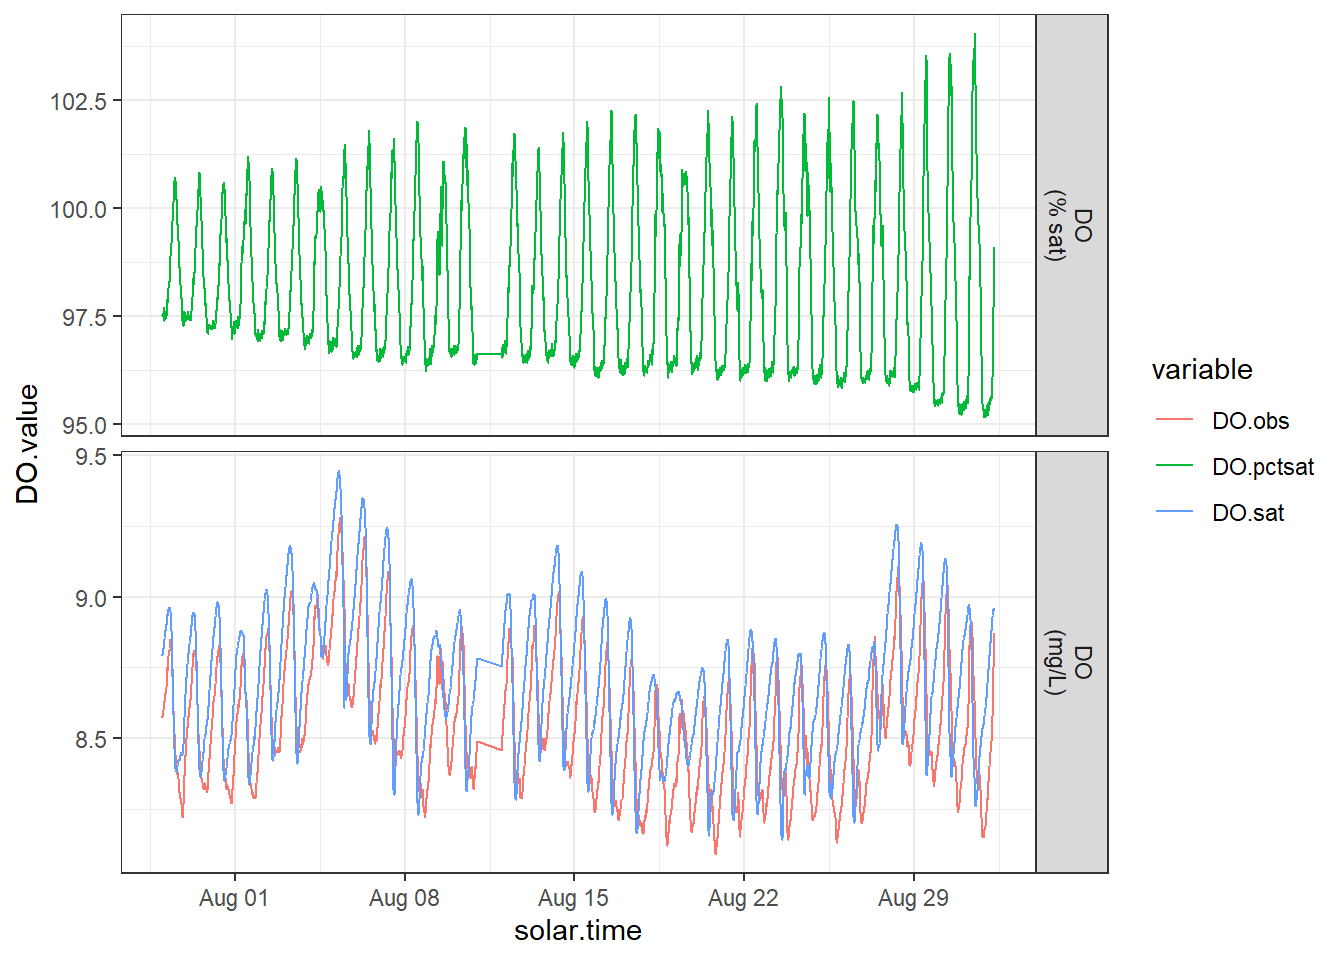 102.5
100.0
97.5
95.0
DO
(% sat)
9.5
9.0
8.5
DO
(mg/L)
DO.value
Aug 01
Aug 08
Aug 15
Aug 22
Aug 29
solar.time
variable
DO.obs
DO.pctsat
DO.sat